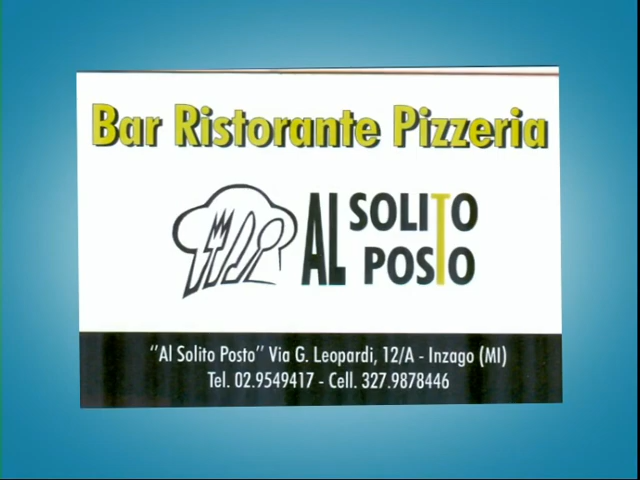 Bar Ristorante Pizzeria
AL SOLITO
POSTO
"Al Solito Posto" Via G. Leopardi, 12/A - Inzago (MI)
Tel. 02.9549417 - Cell. 327.9878446